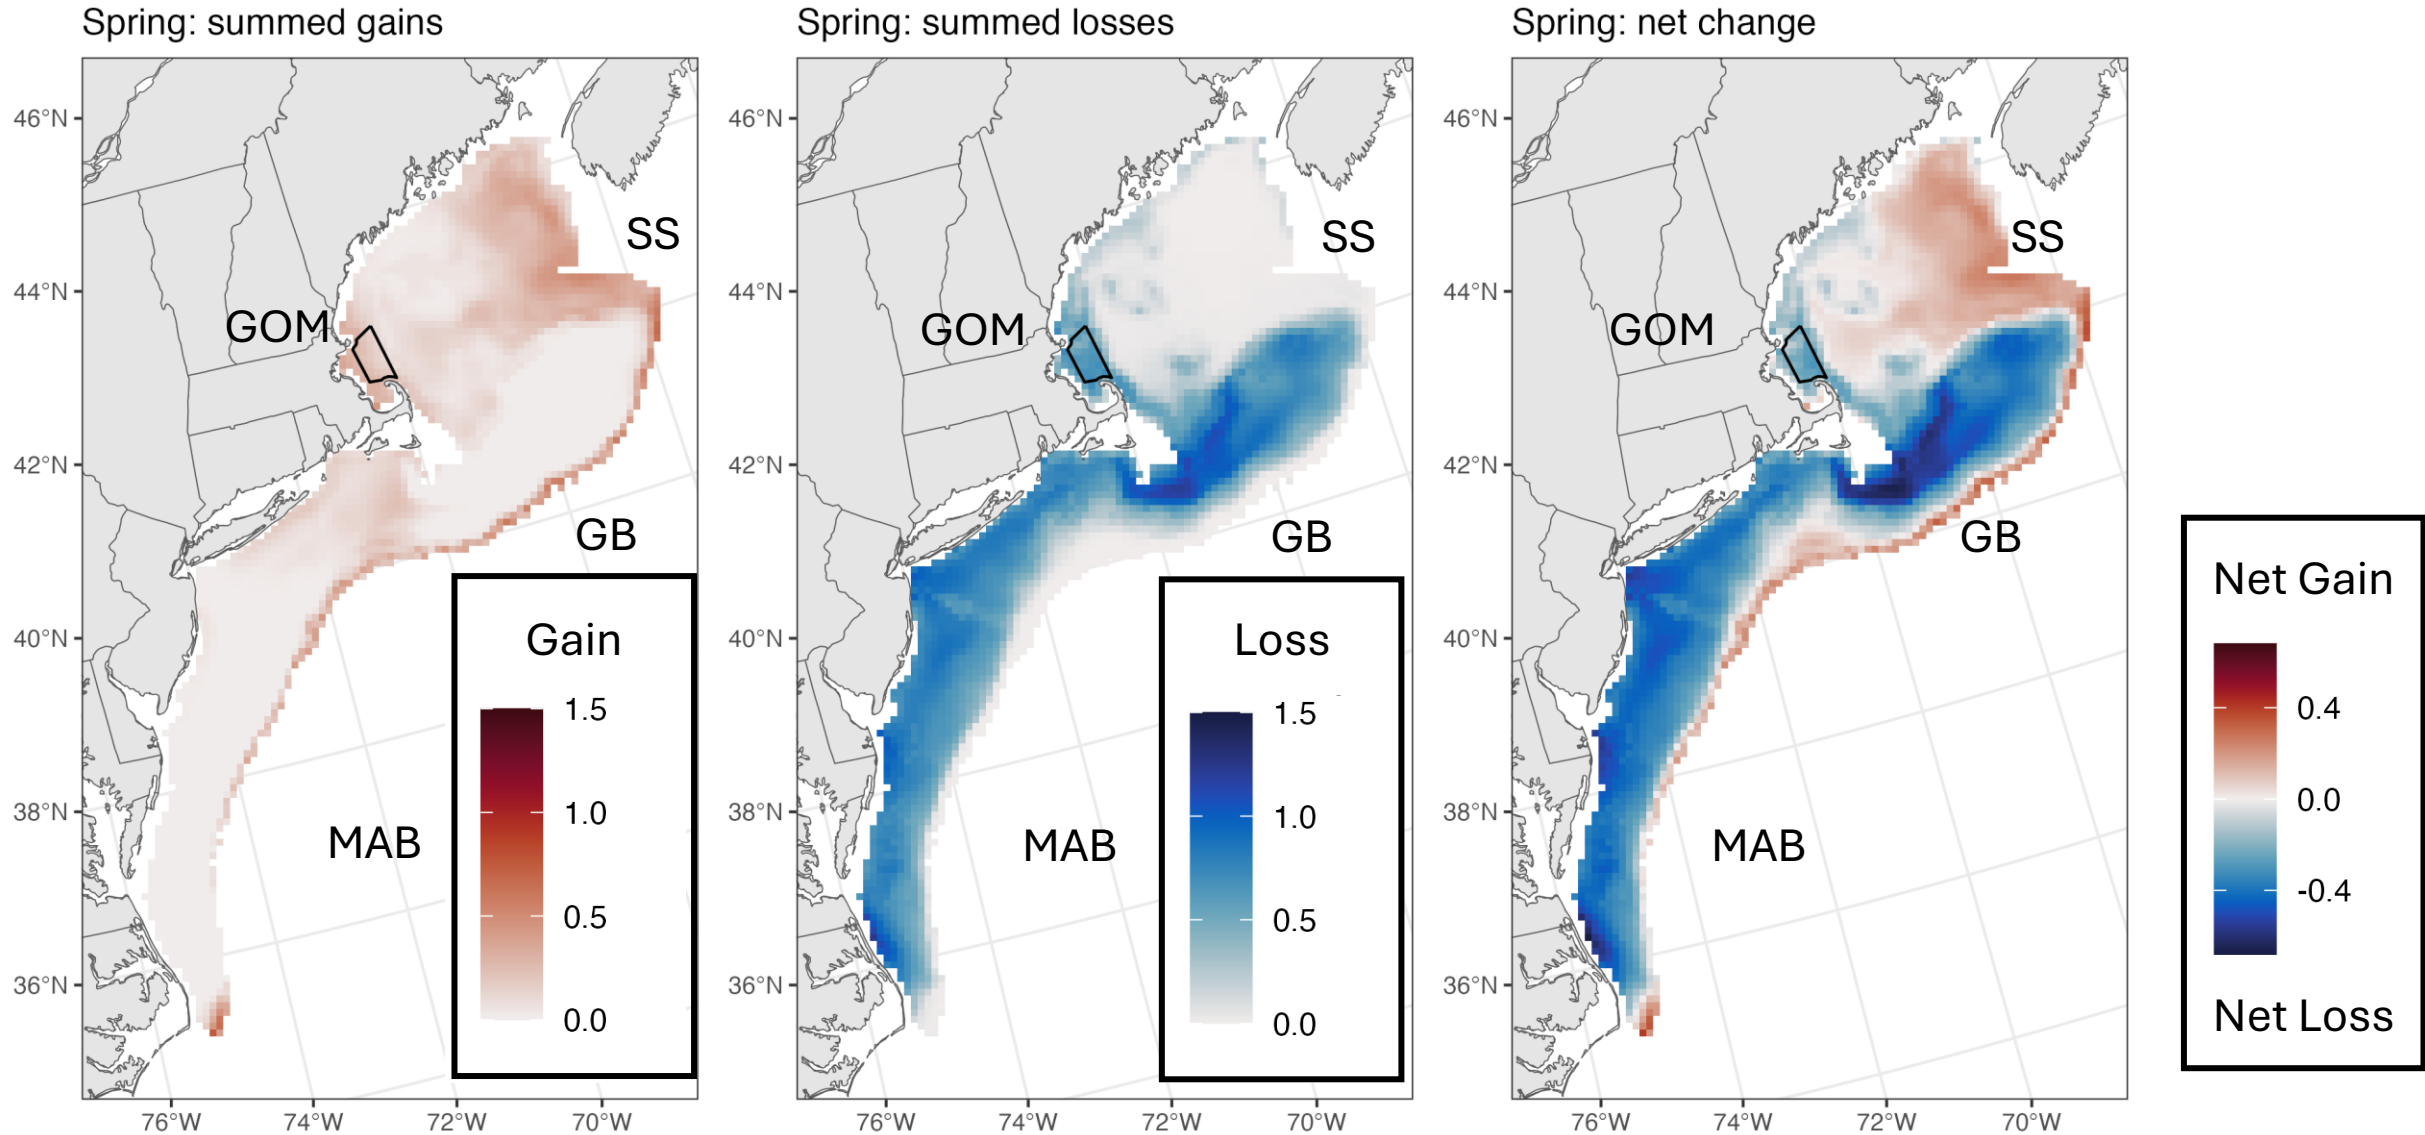 Spring: summed gains
46°N
44°N
42°N
40°N
38°N
36°N
76°W
74°W
72°W
70°W
SS
GOM
GB
MAB
Gain
1.5
1.0
0.5
0.0
Spring: summed losses
46°N
44°N
42°N
40°N
38°N
36°N
76°W
74°W
72°W
70°W
SS
GOM
GB
MAB
Loss
1.5
1.0
0.5
0.0
Spring: net change
46°N
44°N
42°N
40°N
38°N
36°N
76°W
74°W
72°W
70°W
SS
GOM
GB
MAB
Net Gain
0.4
0.0
-0.4
Net Loss